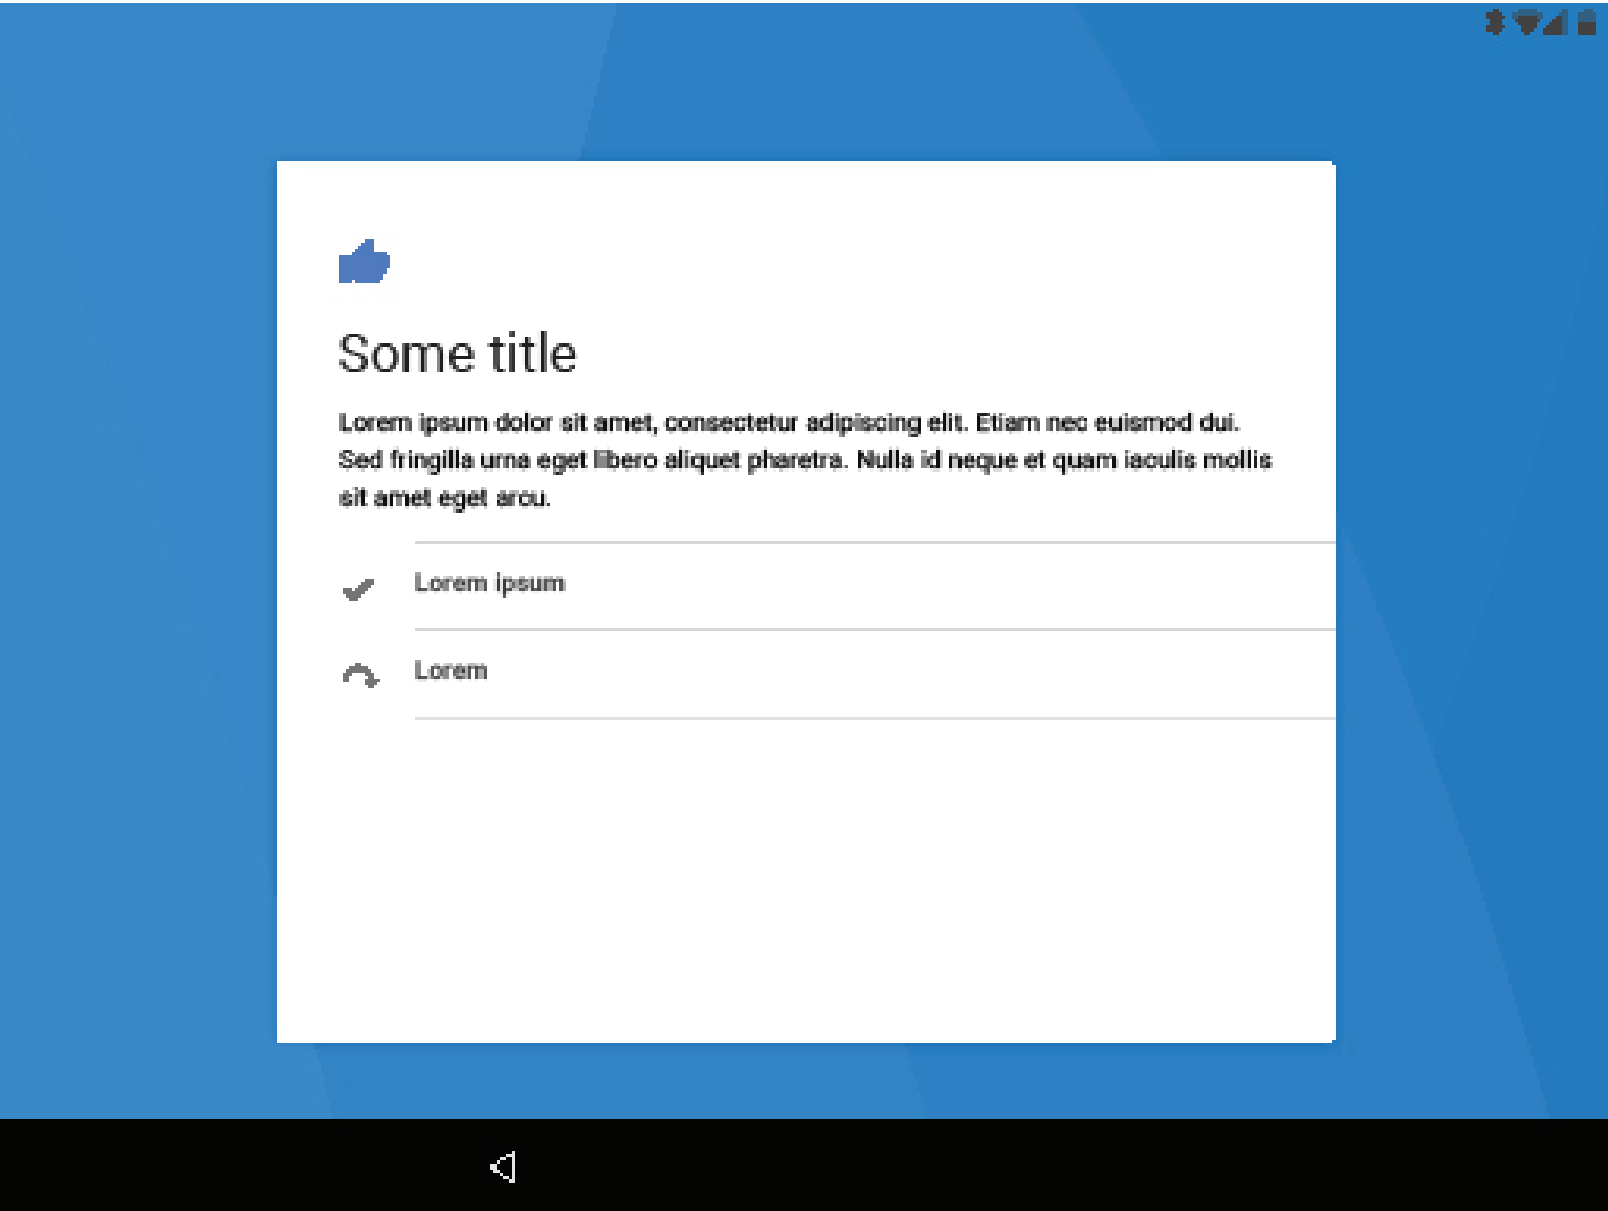 Some title
Lorem ipsum dolor sit amet, consectetur adipiscing elit. Etiam nec euismod dui.
Sed fringilla urna eget libero aliquet pharetra. Nulla id neque et quam iaculis mollis
sit amet eget arcu.
Lorem ipsum
Lorem